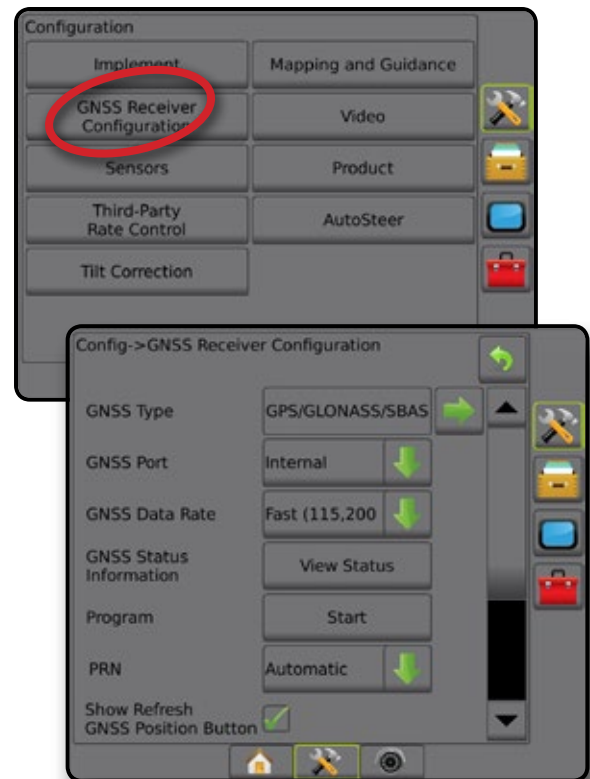 Configuration
Implement
Mapping and Guidance
GNSS Receiver
Configuration
Video
Sensors
Product
Third-Party
Rate Control
AutoSteer
Tilt Correction
Config->GNSS Receiver Configuration
GNSS Type
GPS/GLONASS/SBAS
GNSS Port
Internal
GNSS Data Rate
Fast (115,200
GNSS Status
Information
View Status
Program
Start
PRN
Automatic
Show Refresh
GNSS Position Button